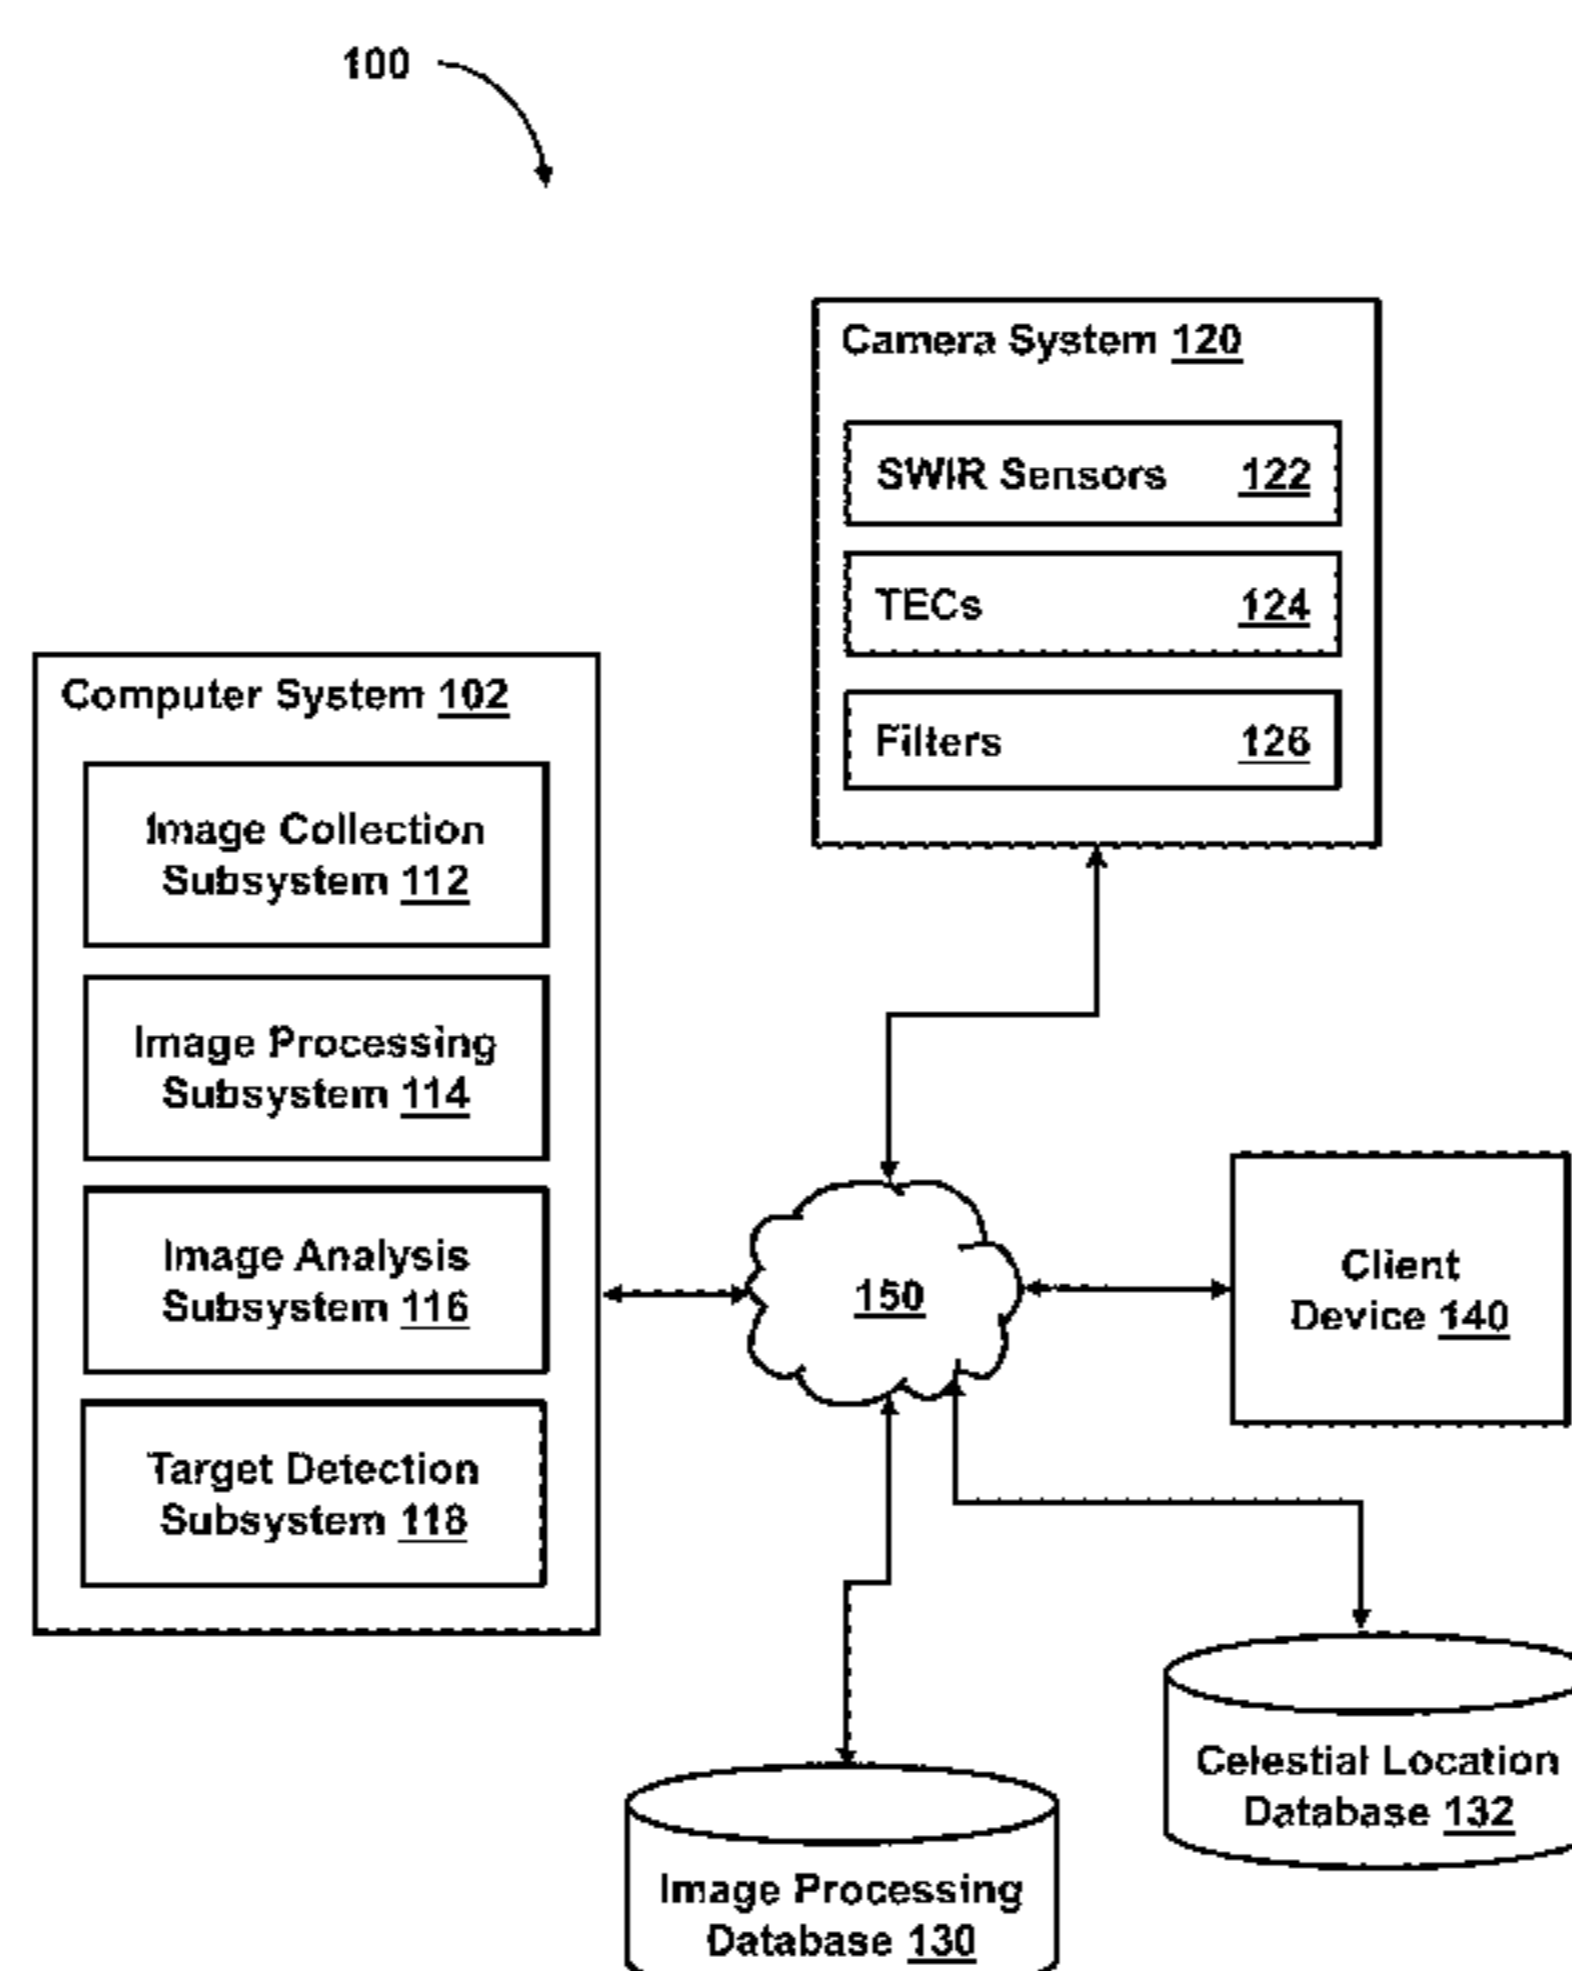 100
Camera System 120
SWIR Sensors 122
TECs 124
Filters 126
Computer System 102
Image Collection
Subsystem 112
Image Processing
Subsystem 114
Image Analysis
Subsystem 116
Target Detection
Subsystem 118
150
Client
Device 140
Celestial Location
Database 132
Image Processing
Database 130